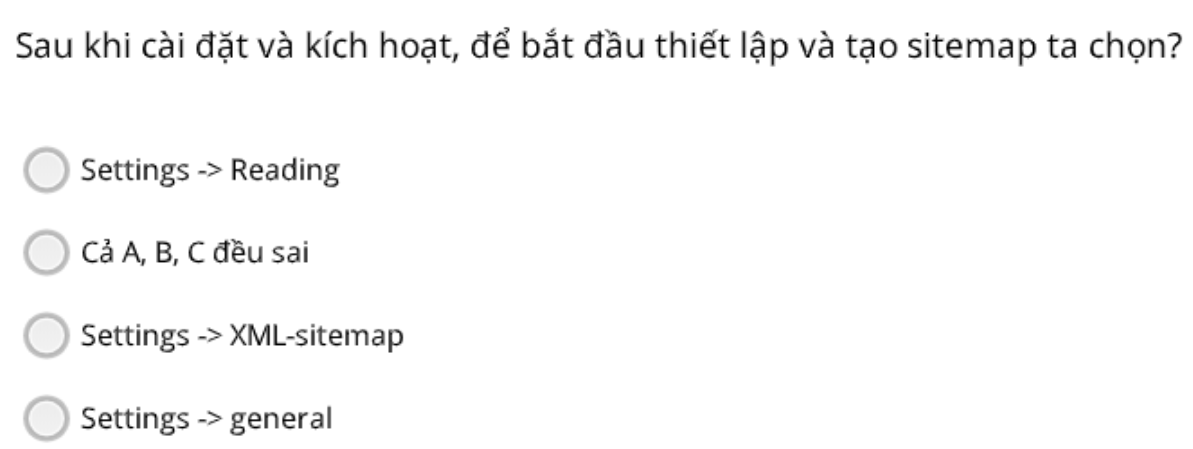 Sau khi cài đặt và kích hoạt, để bắt đầu thiết lập và tạo sitemap ta chọn?
Settings -> Reading
Cả A, B, C đều sai
Settings -> XML-sitemap
Settings -> general